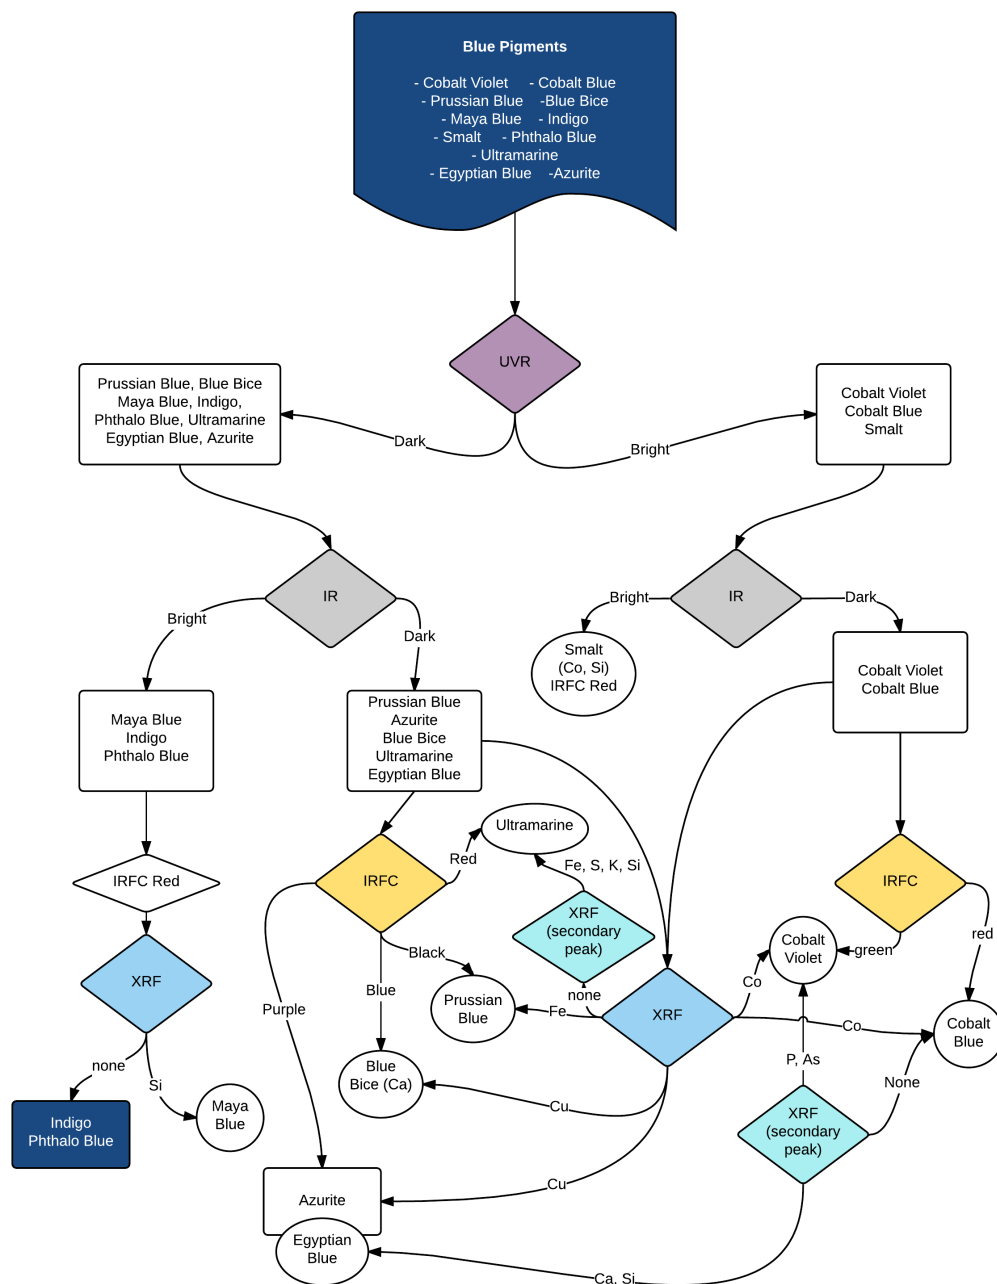 Blue Pigments
- Cobalt Violet - Cobalt Blue
- Prussian Blue -Blue Bice
- Maya Blue - Indigo
- Smalt - Phthalo Blue
- Ultramarine
- Egyptian Blue -Azurite
UVR
Prussian Blue, Blue Bice
Maya Blue, Indigo,
Phthalo Blue, Ultramarine
Egyptian Blue, Azurite
Cobalt Violet
Cobalt Blue
Smalt
Dark
Bright
IR
IR
Bright
Dark
Bright
Dark
Smalt
(Co, Si)
IRFC Red
Cobalt Violet
Cobalt Blue
Maya Blue
Indigo
Phthalo Blue
Prussian Blue
Azurite
Blue Bice
Ultramarine
Egyptian Blue
Ultramarine
Red
Fe, S, K, Si
IRFC Red
IRFC
IRFC
XRF
(secondary
peak)
Cobalt
Violet
green
red
Black
Blue
Purple
XRF
Prussian
Blue
Fe
none
XRF
Co
Co
Cobalt
Blue
P, As
None
Blue
Bice (Ca)
Cu
none
Si
Indigo
Phthalo Blue
Maya
Blue
XRF
(secondary
peak)
Azurite
Cu
Egyptian
Blue
Ca, Si